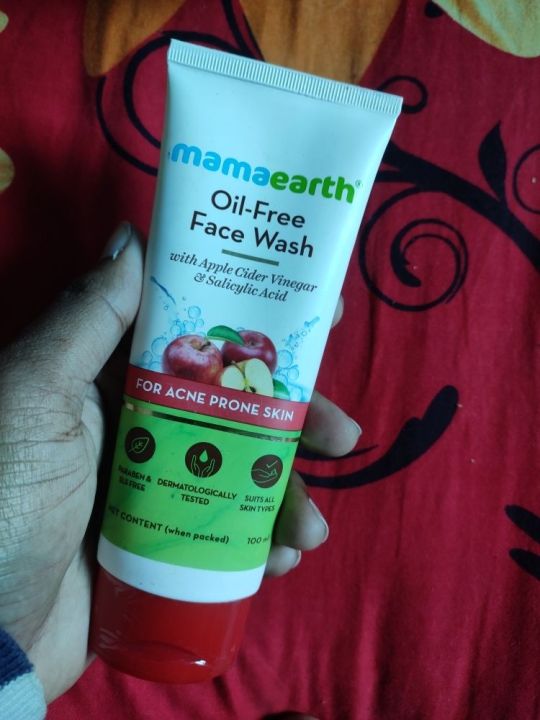 mamaearth®
Oil-Free
Face Wash
with Apple Cider Vinegar
& Salicylic Acid
FOR ACNE PRONE SKIN
PARABEN &
SLS FREE
DERMATOLOGICALLY
TESTED
SUITS ALL
SKIN TYPES
NET CONTENT (when packed)
100 ml